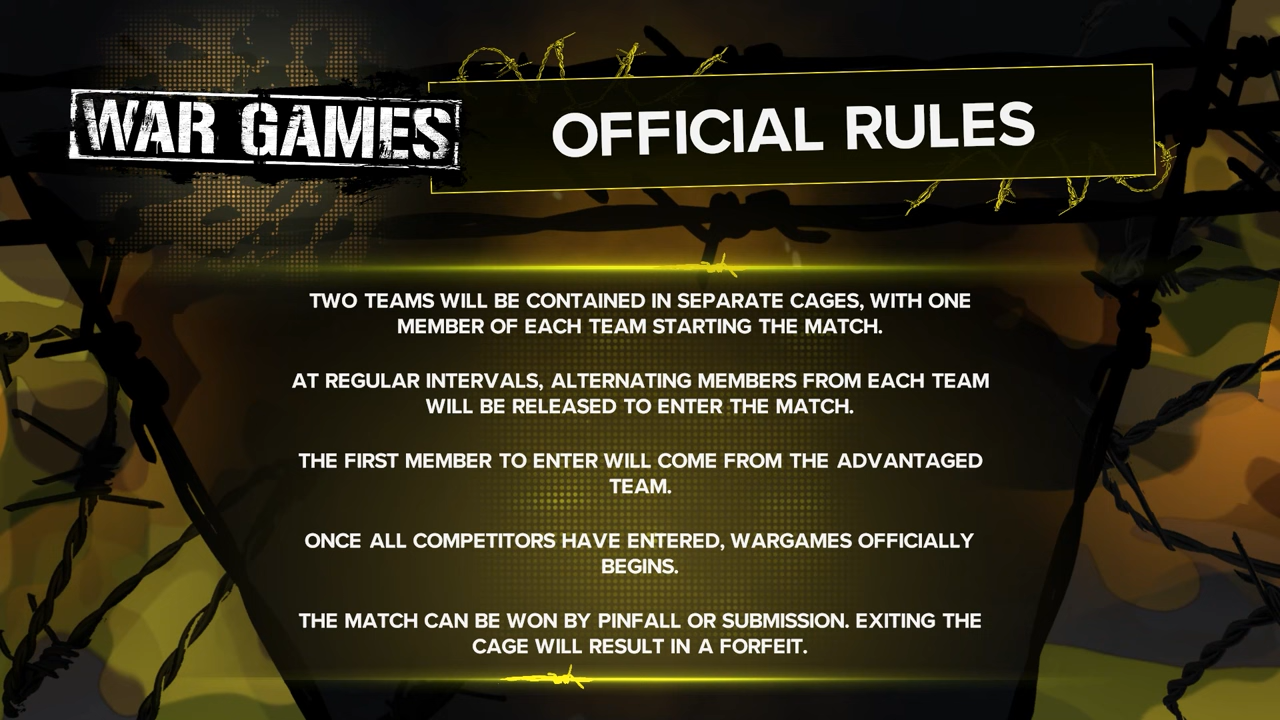 WAR GAMES
OFFICIAL RULES
TWO TEAMS WILL BE CONTAINED IN SEPARATE CAGES, WITH ONE
MEMBER OF EACH TEAM STARTING THE MATCH.
AT REGULAR INTERVALS, ALTERNATING MEMBERS FROM EACH TEAM
WILL BE RELEASED TO ENTER THE MATCH.
THE FIRST MEMBER TO ENTER WILL COME FROM THE ADVANTAGED
TEAM.
ONCE ALL COMPETITORS HAVE ENTERED, WARGAMES OFFICIALLY
BEGINS.
THE MATCH CAN BE WON BY PINFALL OR SUBMISSION. EXITING THE
CAGE WILL RESULT IN A FORFEIT.